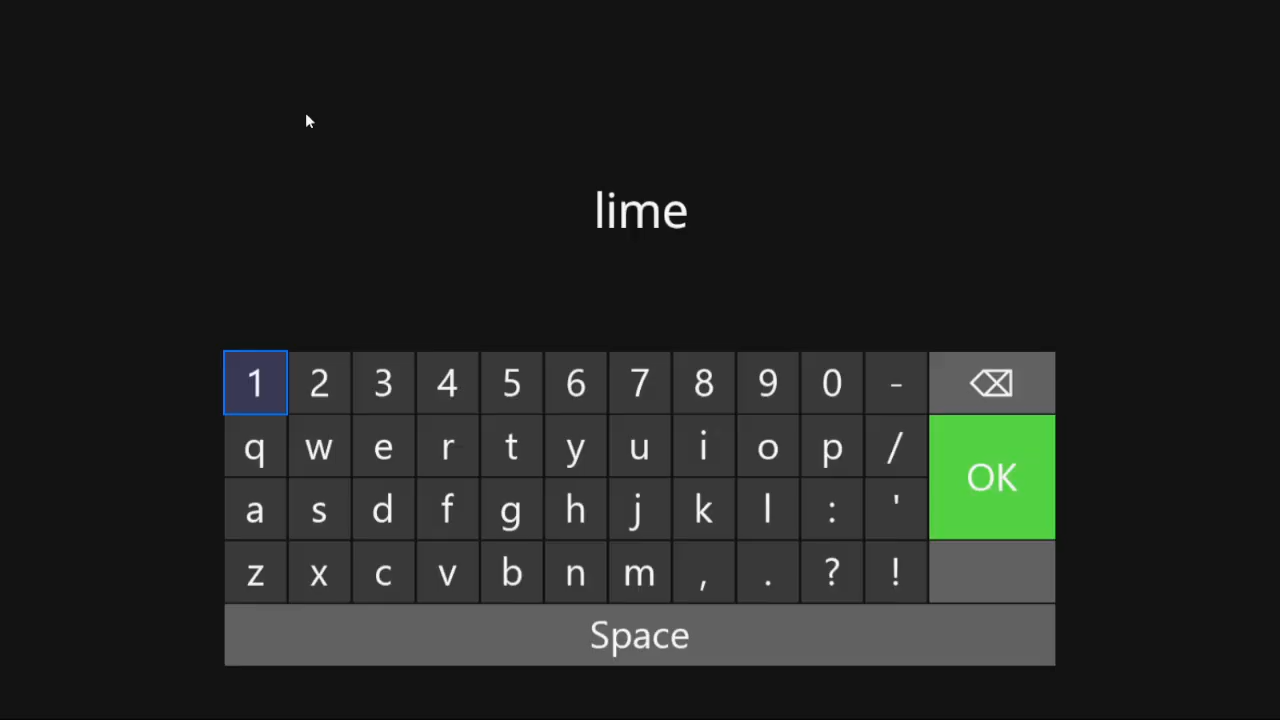 lime
1 2 3 4 5 6 7 8 9 0 - ⌫
q w e r t y u i o p /
OK
a s d f g h j k l : '
z x c v b n m , . ? !
Space